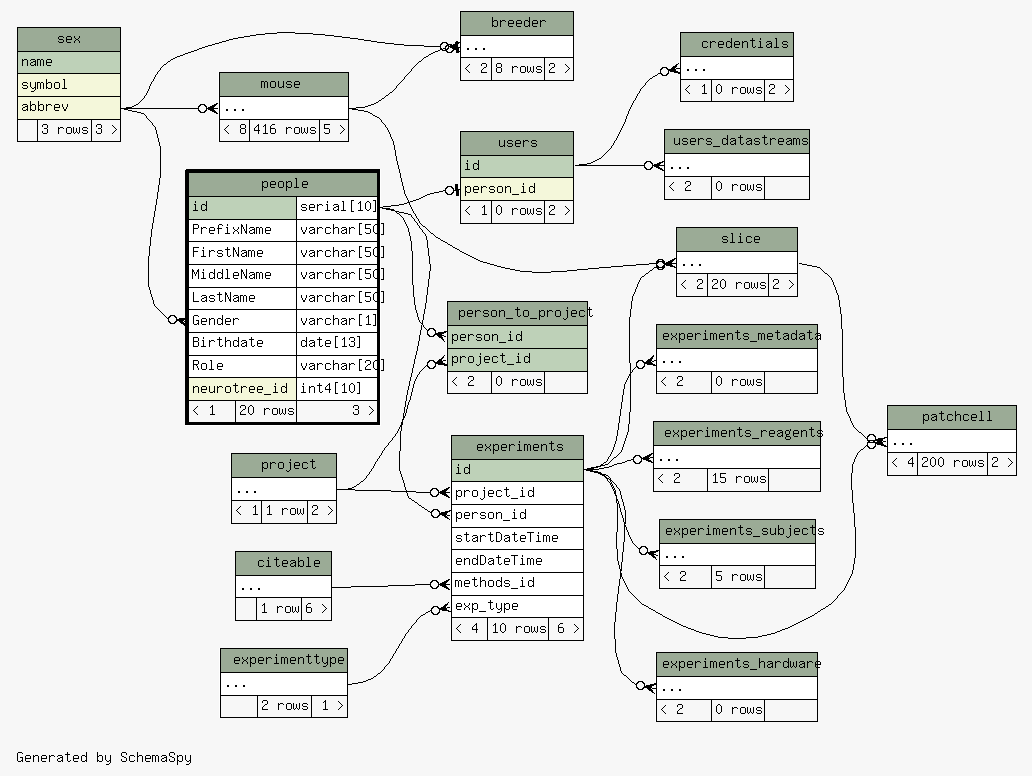 sex
name
symbol
abbrev
3 rows 3 >
mouse
...
< 8 416 rows 5 >
breeder
...
< 2 8 rows 2 >
credentials
...
< 1 0 rows 2 >
users
id
person_id
< 1 0 rows 2 >
users_datastreams
...
< 2 0 rows
people
id serial[10]
PrefixName varchar[50]
FirstName varchar[50]
MiddleName varchar[50]
LastName varchar[50]
Gender varchar[1]
Birthdate date[13]
Role varchar[20]
neurotree_id int4[10]
< 1 20 rows 3 >
slice
...
< 2 20 rows 2 >
person_to_project
person_id
project_id
< 2 0 rows
experiments_metadata
...
< 2 0 rows
experiments_reagents
...
< 2 15 rows
patchcell
...
< 4 200 rows 2 >
project
...
< 1 1 row 2 >
experiments
id
project_id
person_id
startDateTime
endDateTime
methods_id
exp_type
< 4 10 rows 6 >
experiments_subjects
...
< 2 5 rows
citeable
...
1 row 6 >
experimenttype
...
2 rows 1 >
experiments_hardware
...
< 2 0 rows
Generated by SchemaSpy